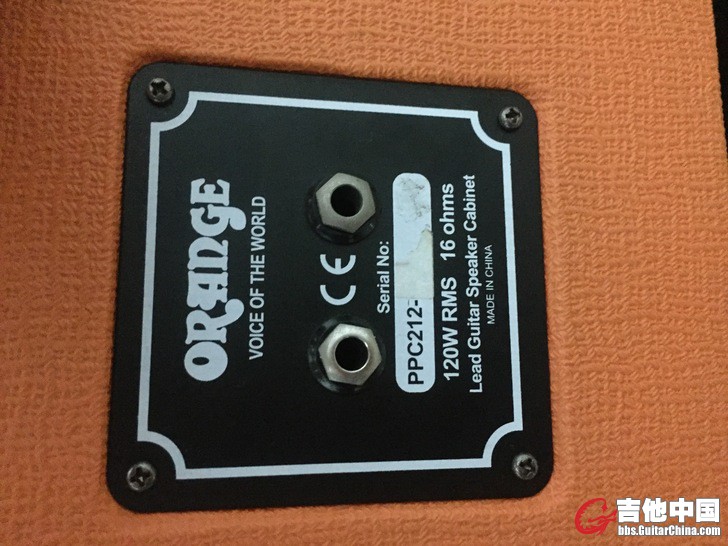 ORANGE
VOICE OF THE WORLD
CE
Serial No:
PPC212-
120W RMS 16 ohms
Lead Guitar Speaker Cabinet
MADE IN CHINA
吉他中国
bbs.GuitarChina.com